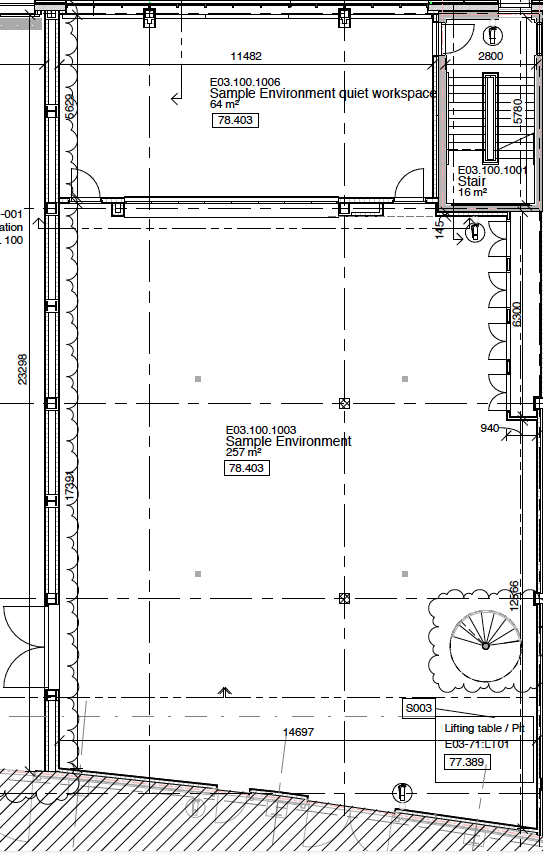 11482
2800
E03.100.1006
Sample Environment quiet workspace
64 m²
78.403
5629
5780
E03.100.1001
Stair
16 m²
-001
ation
100
145
6300
23298
940
E03.100.1003
Sample Environment
257 m²
78.403
17391
12566
S003
Lifting table / Pit
E03-71:LT01
77.389
14697